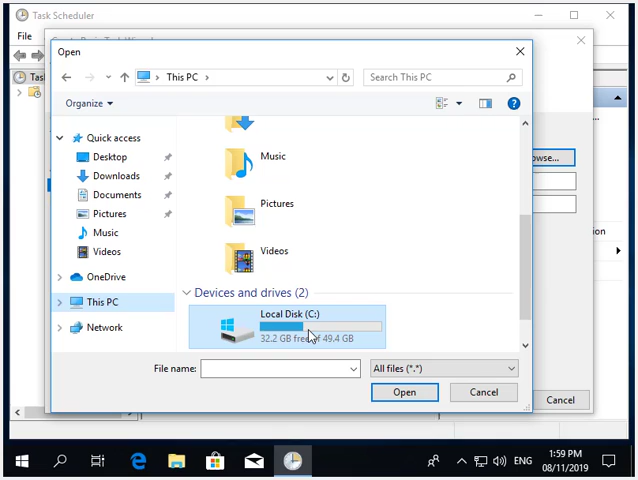 Task Scheduler
File
Open
This PC
Search This PC
Organize
Quick access
Desktop
Downloads
Documents
Pictures
Music
Videos
OneDrive
This PC
Network
Music
Pictures
Videos
Devices and drives (2)
Local Disk (C:)
32.2 GB free of 49.4 GB
File name:
All files (*.*)
Open
Cancel
Cancel
ENG
1:59 PM
08/11/2019